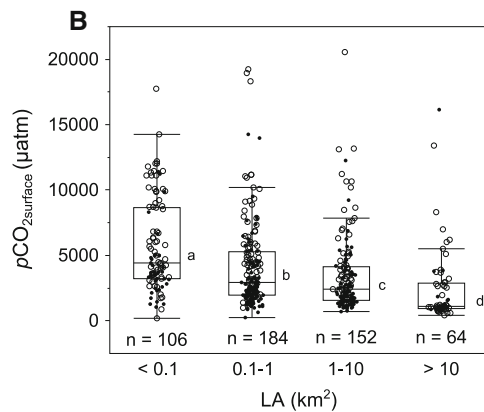 B
20000
15000
10000
5000
0
pCO2surface (µatm)
a
b
c
d
n = 106 n = 184 n = 152 n = 64
< 0.1 0.1-1 1-10 > 10
LA (km²)